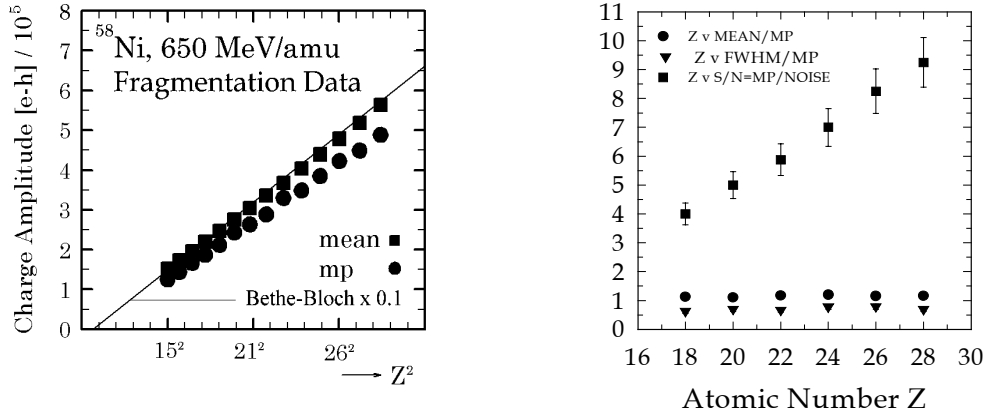 ⁵⁸Ni, 650 MeV/amu
Fragmentation Data
Charge Amplitude [e-h] / 10⁵
8
7
6
5
4
3
2
1
0
mean
mp
Bethe-Bloch x 0.1
15² 21² 26²
Z²
11
10
9
8
7
6
5
4
3
2
1
0
Z v MEAN/MP
Z v FWHM/MP
Z v S/N=MP/NOISE
16 18 20 22 24 26 28 30
Atomic Number Z